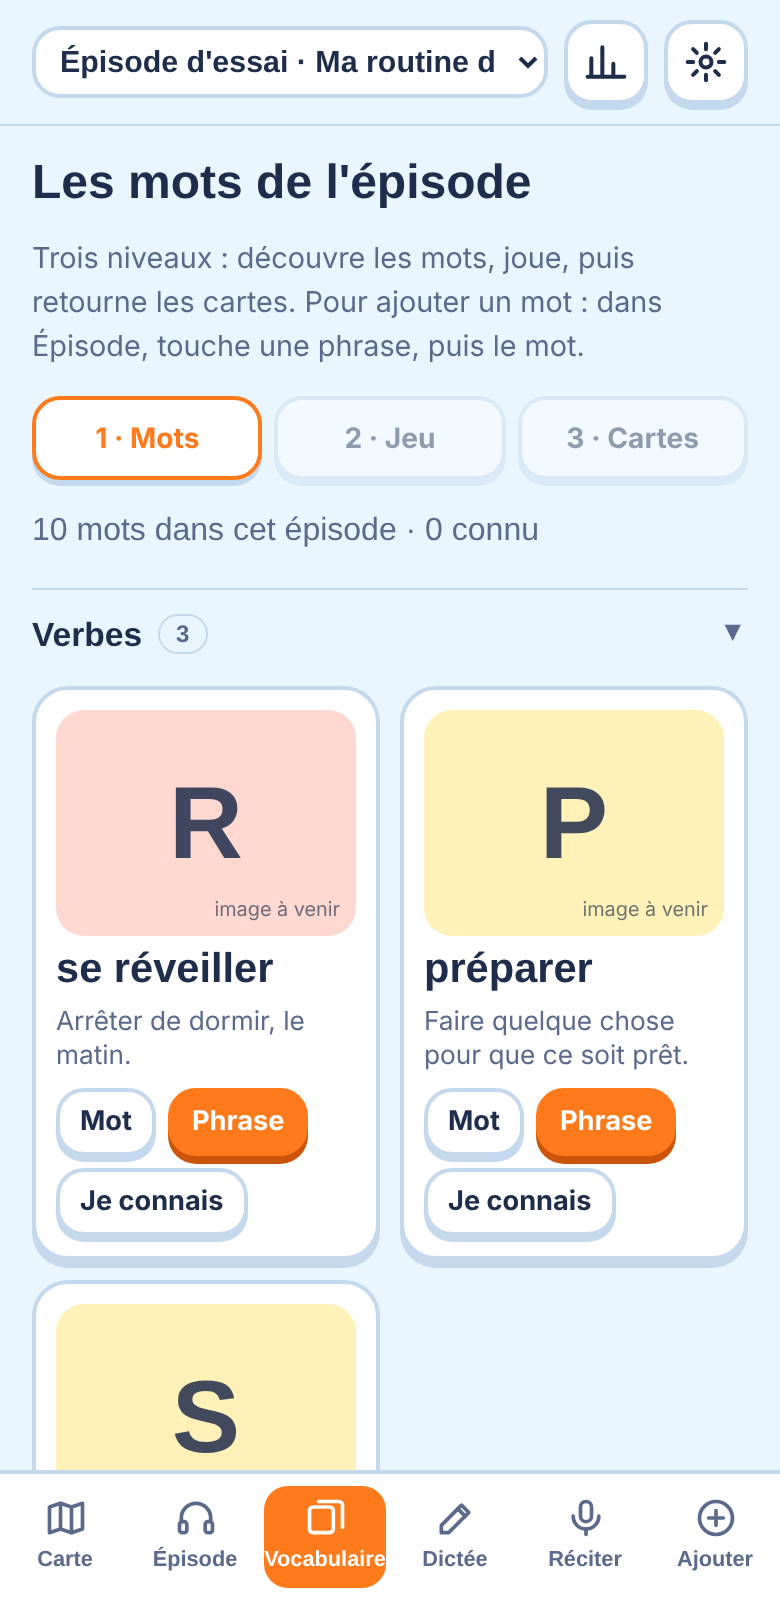 Épisode d'essai · Ma routine d
Les mots de l'épisode
Trois niveaux : découvre les mots, joue, puis
retourne les cartes. Pour ajouter un mot : dans
Épisode, touche une phrase, puis le mot.
1 · Mots
2 · Jeu
3 · Cartes
10 mots dans cet épisode · 0 connu
Verbes 3
R
image à venir
se réveiller
Arrêter de dormir, le
matin.
Mot
Phrase
Je connais
P
image à venir
préparer
Faire quelque chose
pour que ce soit prêt.
Mot
Phrase
Je connais
S
Carte
Épisode
Vocabulaire
Dictée
Réciter
Ajouter